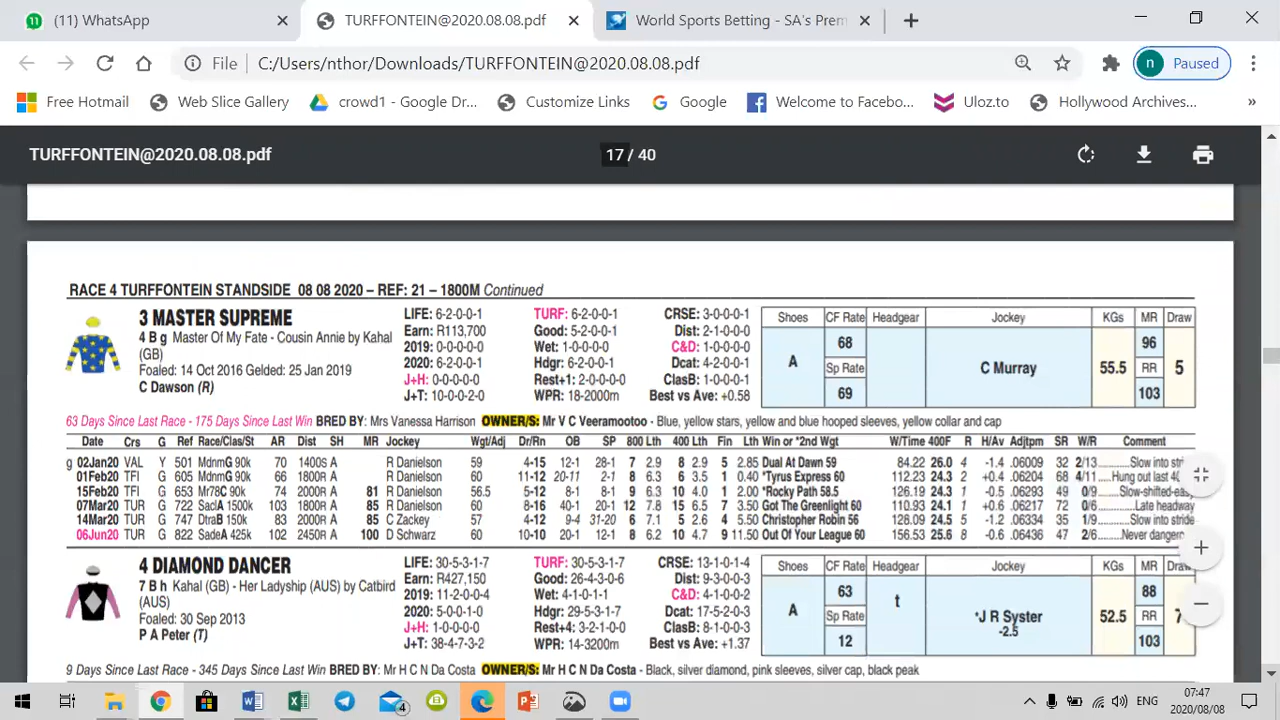 (11) WhatsApp
TURFFONTEIN@2020.08.08.pdf
World Sports Betting - SA's Prem
File C:/Users/nthor/Downloads/TURFFONTEIN@2020.08.08.pdf
n Paused
Free Hotmail Web Slice Gallery crowd1 - Google Dr... Customize Links Google Welcome to Facebo... Uloz.to Hollywood Archives... »
TURFFONTEIN@2020.08.08.pdf 17 / 40
RACE 4 TURFFONTEIN STANDSIDE 08 08 2020 – REF: 21 – 1800M Continued
3 MASTER SUPREME
4 B g Master Of My Fate - Cousin Annie by Kahal
(GB)
Foaled: 14 Oct 2016 Gelded: 25 Jan 2019
C Dawson (R)
LIFE: 6-2-0-0-1 TURF: 6-2-0-0-1 CRSE: 3-0-0-0-1
Earn: R113,700 Good: 5-2-0-0-1 Dist: 2-1-0-0-0
2019: 0-0-0-0-0 Wet: 1-0-0-0-0 C&D: 1-0-0-0-0
2020: 6-2-0-0-1 Hdgr: 6-2-0-0-1 Dcat: 4-2-0-0-1
J+H: 0-0-0-0-0 Rest+1: 2-0-0-0-0 ClasB: 1-0-0-0-1
J+T: 10-0-0-2-0 WPR: 18-2000m Best vs Ave: +0.58
Shoes CF Rate Headgear Jockey KGs MR Draw
A 68 C Murray 55.5 96 5
Sp Rate RR
69 103
63 Days Since Last Race - 175 Days Since Last Win BRED BY: Mrs Vanessa Harrison OWNER/S: Mr V C Veeramootoo - Blue, yellow stars, yellow and blue hooped sleeves, yellow collar and cap
Date Crs G Ref Race/Clas/St AR Dist SH MR Jockey Wgt/Adj Dr/Rn OB SP 800 Lth 400 Lth Fin Lth Win or *2nd Wgt W/Time 400F R H/Av Adjtpm SR W/R Comment
g 02Jan20 VAL Y 501 MdnmG 90k 70 1400s A R Danielson 59 4-15 12-1 28-1 7 2.9 8 2.9 5 2.85 Dual At Dawn 59 84.22 26.0 4 -1.4 .06009 32 2/13 ....Slow into stri
01Feb20 TFI G 605 MdnmG 90k 66 1800R A R Danielson 60 11-12 20-11 2-1 8 6.3 6 3.5 1 0.40 *Tyrus Express 60 112.23 24.3 2 +0.4 .06204 68 4/11 ..Hung out last 4
15Feb20 TFI G 653 Mr78C 90k 74 2000R A 81 R Danielson 56.5 5-12 8-1 8-1 9 6.3 10 4.0 1 2.00 *Rocky Path 58.5 126.19 24.3 1 -0.5 .06293 49 0/9 ....Slow-shifted-eas
07Mar20 TUR G 722 SaclA 1500k 103 1800R A 85 R Danielson 60 8-16 40-1 20-1 12 7.8 15 6.5 7 3.50 Got The Greenlight 60 110.93 24.1 1 +0.6 .06217 72 0/6 ........Late headway
14Mar20 TUR G 747 DtraB 150k 83 2000R A 85 C Zackey 57 4-12 9-4 31-20 6 7.1 5 2.6 4 5.50 Christopher Robin 56 128.09 24.5 5 -1.2 .06334 35 1/9 ....Slow into stride
06Jun20 TUR G 822 SadeA 425k 102 2450R A 100 D Schwarz 60 10-10 20-1 12-1 8 6.2 10 4.7 9 11.50 Out Of Your League 60 156.53 25.6 8 -0.6 .06436 47 2/6 ....Never danger
4 DIAMOND DANCER
7 B h Kahal (GB) - Her Ladyship (AUS) by Catbird
(AUS)
Foaled: 30 Sep 2013
P A Peter (T)
LIFE: 30-5-3-1-7 TURF: 30-5-3-1-7 CRSE: 13-1-0-1-4
Earn: R427,150 Good: 26-4-3-0-6 Dist: 9-3-0-0-3
2019: 11-2-0-0-4 Wet: 4-1-0-1-1 C&D: 4-1-0-0-2
2020: 5-0-0-1-0 Hdgr: 29-5-3-1-7 Dcat: 17-5-2-0-3
J+H: 1-0-0-0-0 Rest+4: 3-2-1-0-0 ClasB: 8-1-0-0-3
J+T: 38-4-7-3-2 WPR: 14-3200m Best vs Ave: +1.37
Shoes CF Rate Headgear Jockey KGs MR Draw
A 63 t *J R Syster 52.5 88 7
Sp Rate -2.5 RR
12 103
9 Days Since Last Race - 345 Days Since Last Win BRED BY: Mr H C N Da Costa OWNER/S: Mr H C N Da Costa - Black, silver diamond, pink sleeves, silver cap, black peak
4 ENG 07:47
2020/08/08